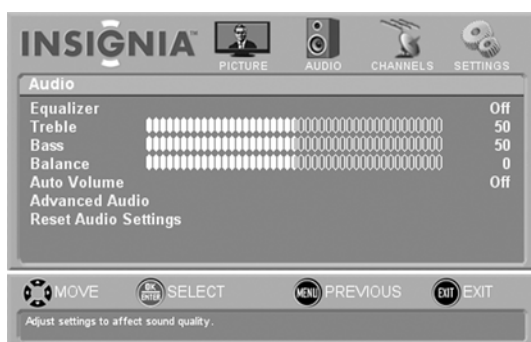 INSIGNIA™
PICTURE AUDIO CHANNELS SETTINGS
Audio
Equalizer Off
Treble 50
Bass 50
Balance 0
Auto Volume Off
Advanced Audio
Reset Audio Settings
MOVE OK ENTER SELECT MENU PREVIOUS EXIT EXIT
Adjust settings to affect sound quality.